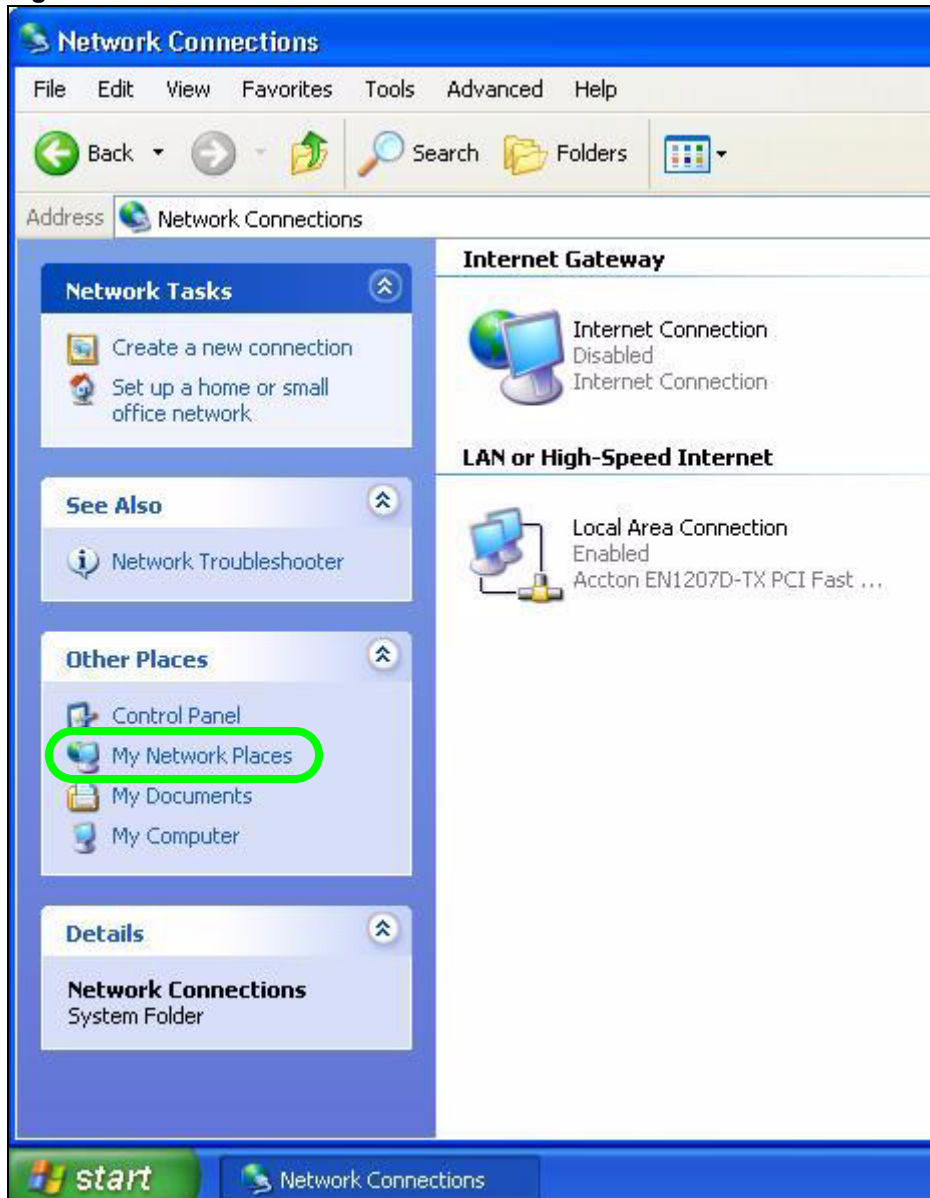 Network Connections
File Edit View Favorites Tools Advanced Help
Back Search Folders
Address Network Connections
Network Tasks
Create a new connection
Set up a home or small
office network
See Also
Network Troubleshooter
Other Places
Control Panel
My Network Places
My Documents
My Computer
Details
Network Connections
System Folder
Internet Gateway
Internet Connection
Disabled
Internet Connection
LAN or High-Speed Internet
Local Area Connection
Enabled
Accton EN1207D-TX PCI Fast ...
start Network Connections